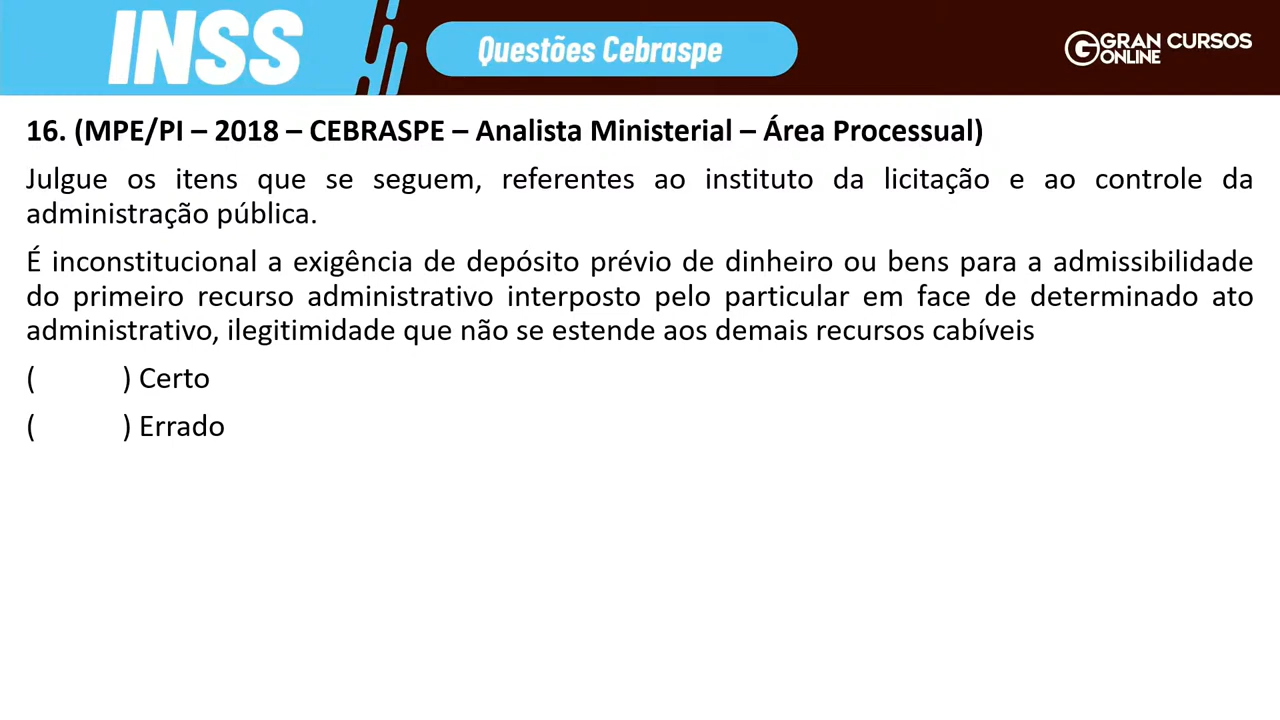 INSS
Questões Cebraspe
GRAN CURSOS
ONLINE
16. (MPE/PI – 2018 – CEBRASPE – Analista Ministerial – Área Processual)
Julgue os itens que se seguem, referentes ao instituto da licitação e ao controle da
administração pública.
É inconstitucional a exigência de depósito prévio de dinheiro ou bens para a admissibilidade
do primeiro recurso administrativo interposto pelo particular em face de determinado ato
administrativo, ilegitimidade que não se estende aos demais recursos cabíveis
( ) Certo
( ) Errado